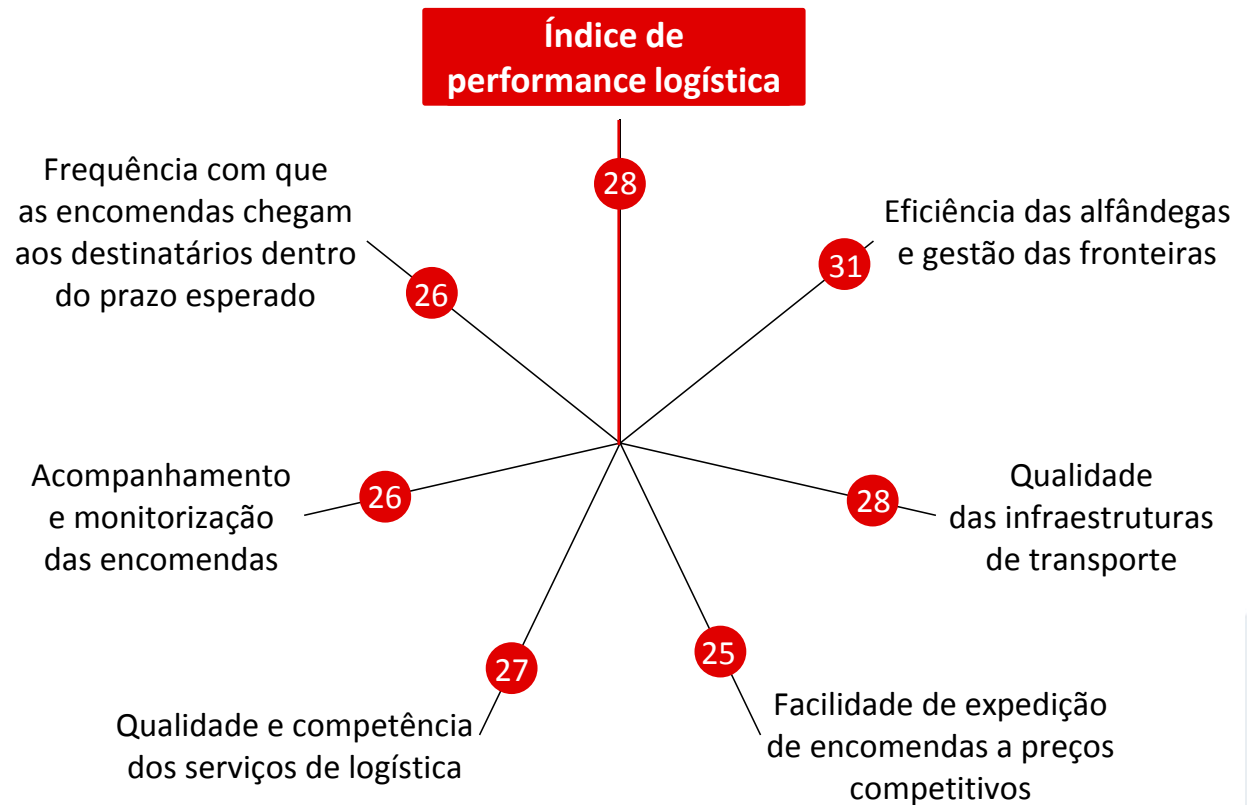 Índice de
performance logística
28
Eficiência das alfândegas
e gestão das fronteiras
31
Qualidade
das infraestruturas
de transporte
28
Facilidade de expedição
de encomendas a preços
competitivos
25
Qualidade e competência
dos serviços de logística
27
Acompanhamento
e monitorização
das encomendas
26
Frequência com que
as encomendas chegam
aos destinatários dentro
do prazo esperado
26